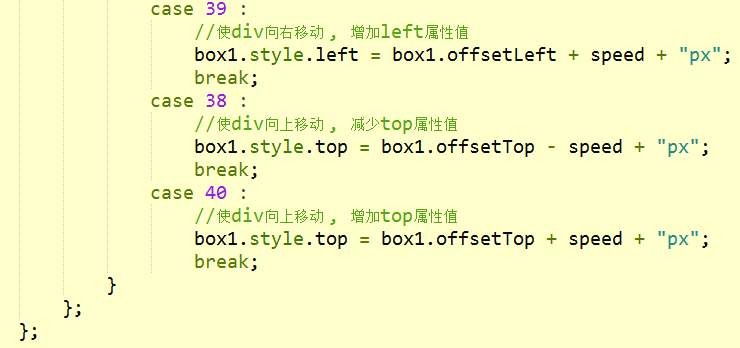 case 39 :
//使div向右移动, 增加left属性值
box1.style.left = box1.offsetLeft + speed + "px";
break;
case 38 :
//使div向上移动, 减少top属性值
box1.style.top = box1.offsetTop - speed + "px";
break;
case 40 :
//使div向上移动, 增加top属性值
box1.style.top = box1.offsetTop + speed + "px";
break;
}
};
};